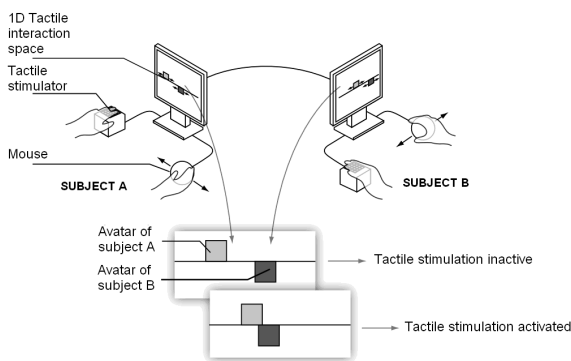 1D Tactile
interaction
space
Tactile
stimulator
Mouse
SUBJECT A
SUBJECT B
Avatar of
subject A
Avatar of
subject B
Tactile stimulation inactive
Tactile stimulation activated